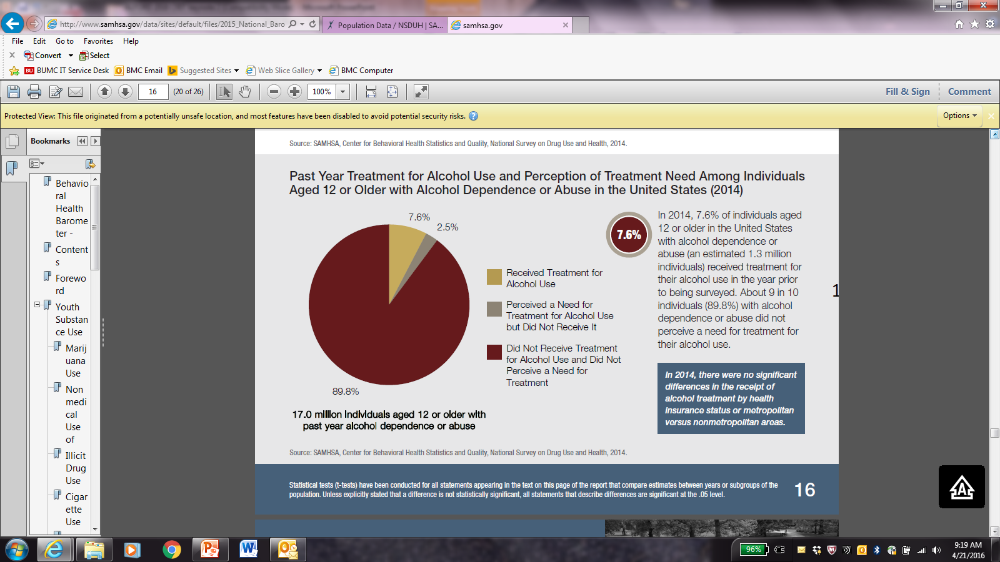 http://www.samhsa.gov/data/sites/default/files/2015_National_Baro
Population Data / NSDUH | SA...
samhsa.gov
File Edit Go to Favorites Help
Convert Select
BUMC IT Service Desk BMC Email Suggested Sites Web Slice Gallery BMC Computer
16 (20 of 26) 100% Fill & Sign Comment
Protected View: This file originated from a potentially unsafe location, and most features have been disabled to avoid potential security risks. Options
Bookmarks
Behavio
ral
Health
Barome
ter -
Content
s
Forewo
rd
Youth
Substan
ce Use
Marij
uana
Use
Non
medi
cal
Use
of
Illicit
Drug
Use
Cigar
ette
Use
Source: SAMHSA, Center for Behavioral Health Statistics and Quality, National Survey on Drug Use and Health, 2014.
Past Year Treatment for Alcohol Use and Perception of Treatment Need Among Individuals
Aged 12 or Older with Alcohol Dependence or Abuse in the United States (2014)
7.6%
2.5%
89.8%
Received Treatment for
Alcohol Use
Perceived a Need for
Treatment for Alcohol Use
but Did Not Receive It
Did Not Receive Treatment
for Alcohol Use and Did Not
Perceive a Need for
Treatment
17.0 million individuals aged 12 or older with
past year alcohol dependence or abuse
7.6%
In 2014, 7.6% of individuals aged
12 or older in the United States
with alcohol dependence or
abuse (an estimated 1.3 million
individuals) received treatment for
their alcohol use in the year prior
to being surveyed. About 9 in 10
individuals (89.8%) with alcohol
dependence or abuse did not
perceive a need for treatment for
their alcohol use.
1
In 2014, there were no significant
differences in the receipt of
alcohol treatment by health
insurance status or metropolitan
versus nonmetropolitan areas.
Source: SAMHSA, Center for Behavioral Health Statistics and Quality, National Survey on Drug Use and Health, 2014.
Statistical tests (t-tests) have been conducted for all statements appearing in the text on this page of the report that compare estimates between years or subgroups of the
population. Unless explicitly stated that a difference is not statistically significant, all statements that describe differences are significant at the .05 level.
16
96%
9:19 AM
4/21/2016